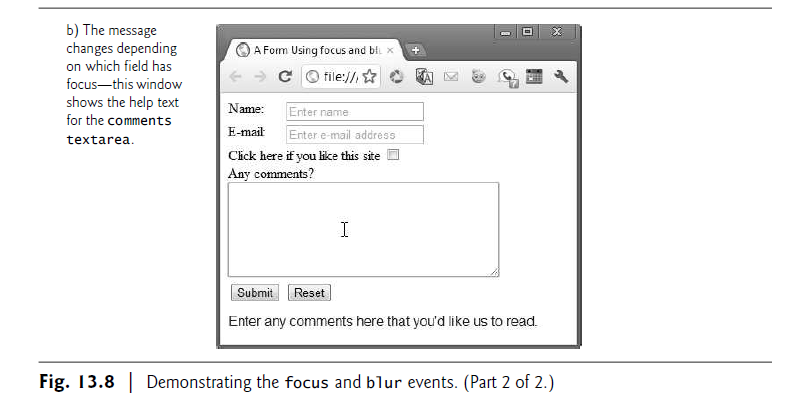 b) The message
changes depending
on which field has
focus—this window
shows the help text
for the comments
textarea.
A Form Using focus and bl
file://
Name:
Enter name
E-mail:
Enter e-mail address
Click here if you like this site
Any comments?
Submit Reset
Enter any comments here that you'd like us to read.
Fig. 13.8 | Demonstrating the focus and blur events. (Part 2 of 2.)